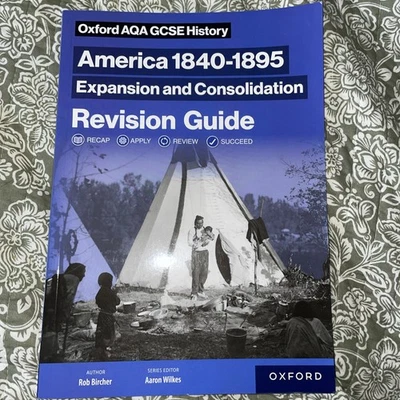 Oxford AQA GCSE History
America 1840-1895
Expansion and Consolidation
Revision Guide
RECAP APPLY REVIEW SUCCEED
AUTHOR
Rob Bircher
SERIES EDITOR
Aaron Wilkes
OXFORD